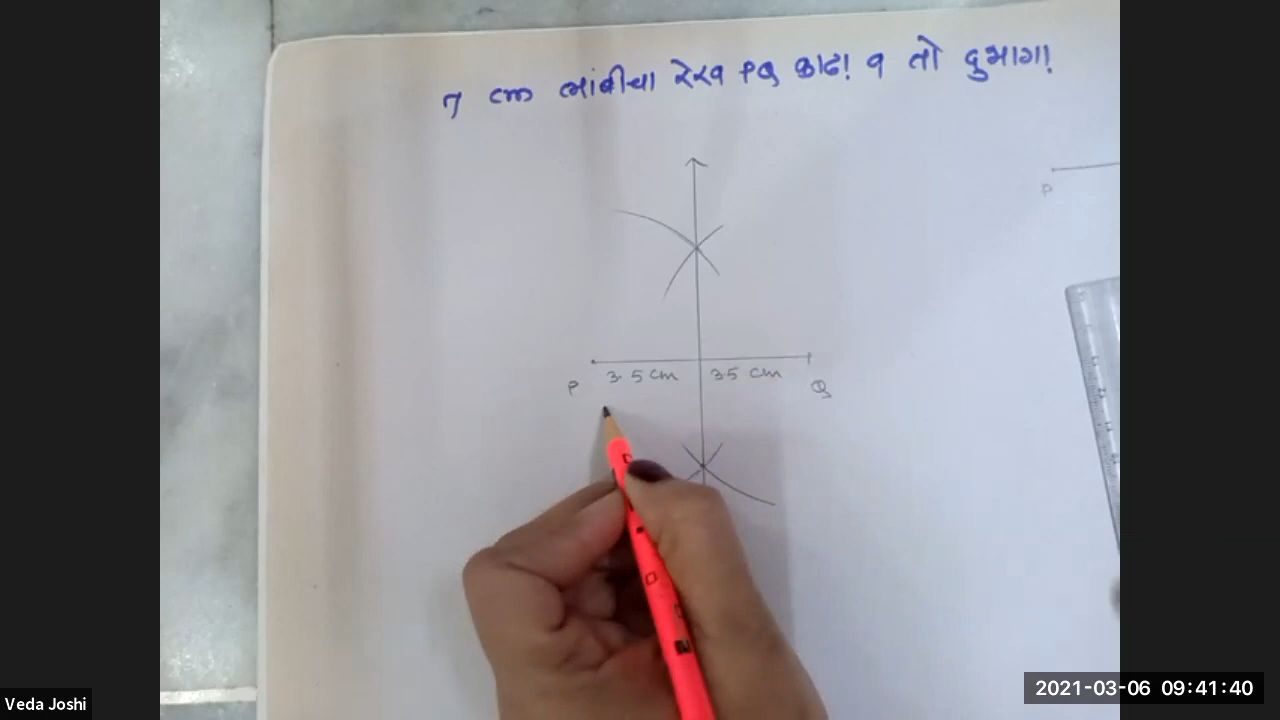 7 cm लांबीचा रेख PQ काढा व तो दुभागा.
P
3.5 cm 3.5 cm
P Q
Veda Joshi
2021-03-06 09:41:40